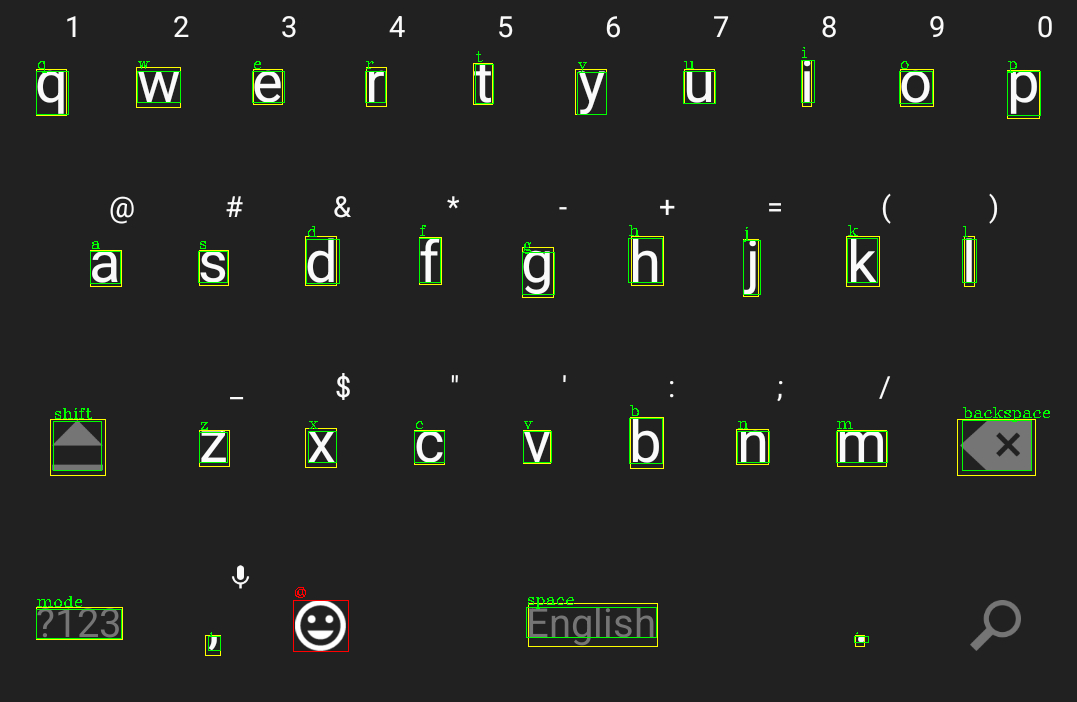 1 2 3 4 5 6 7 8 9 0
q w e r t y u i o p
q w e r t y u i o p
@ # & * - + = ( )
a s d f g h j k l
a s d f g h j k l
_ $ " ' : ; /
shift z x c v b n m backspace
z x c v b n m
mode @ space
?123 , English .